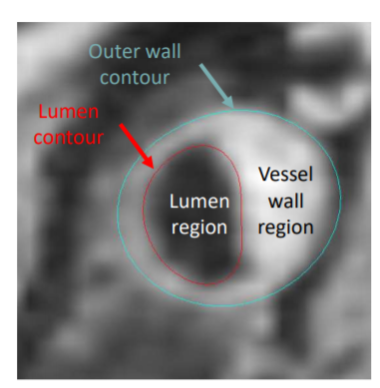 Outer wall
contour
Lumen
contour
Lumen
region
Vessel
wall
region